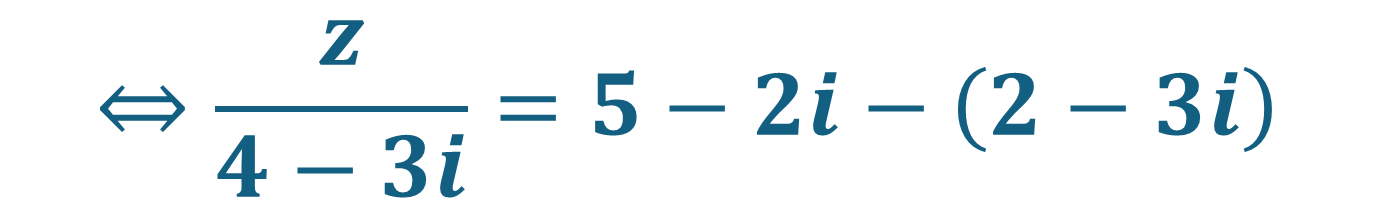 ⇔ z/(4 − 3i) = 5 − 2i − (2 − 3i)